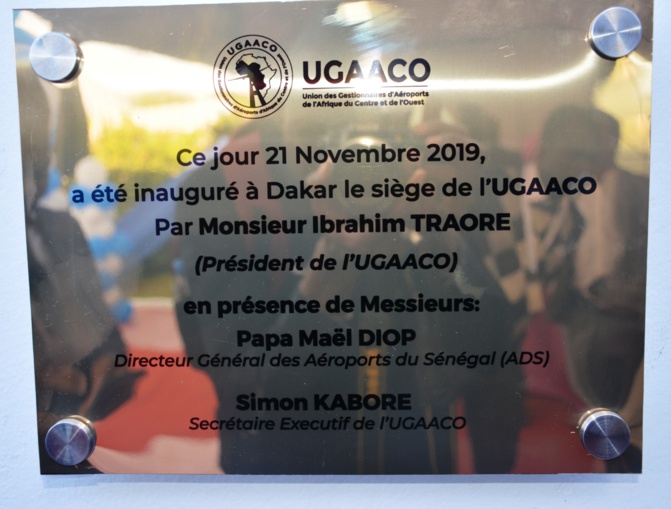 UGAACO
UGAACO
Union des Gestionnaires d'Aéroports
de l'Afrique du Centre et de l'Ouest
Ce jour 21 Novembre 2019,
a été inauguré à Dakar le siège de l'UGAACO
Par Monsieur Ibrahim TRAORE
(Président de l'UGAACO)
en présence de Messieurs:
Papa Maël DIOP
Directeur Général des Aéroports du Sénégal (ADS)
Simon KABORE
Secrétaire Executif de l'UGAACO